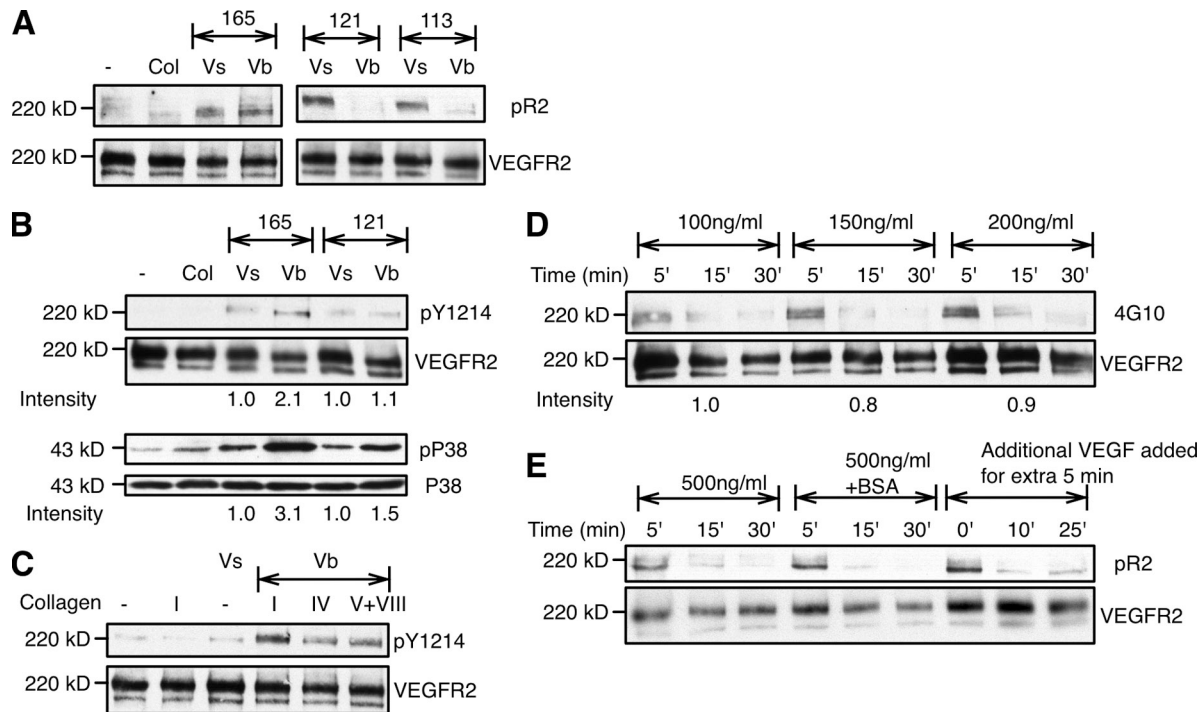 A
165
121
113
- Col Vs Vb Vs Vb Vs Vb
220 kD pR2
220 kD VEGFR2
B
165
121
- Col Vs Vb Vs Vb
220 kD pY1214
220 kD VEGFR2
Intensity 1.0 2.1 1.0 1.1
43 kD pP38
43 kD P38
Intensity 1.0 3.1 1.0 1.5
C
Vs Vb
Collagen - I - I IV V+VIII
220 kD pY1214
220 kD VEGFR2
D
100ng/ml 150ng/ml 200ng/ml
Time (min) 5' 15' 30' 5' 15' 30' 5' 15' 30'
220 kD 4G10
220 kD VEGFR2
Intensity 1.0 0.8 0.9
E
500ng/ml
500ng/ml
+BSA
Additional VEGF added
for extra 5 min
Time (min) 5' 15' 30' 5' 15' 30' 0' 10' 25'
220 kD pR2
220 kD VEGFR2